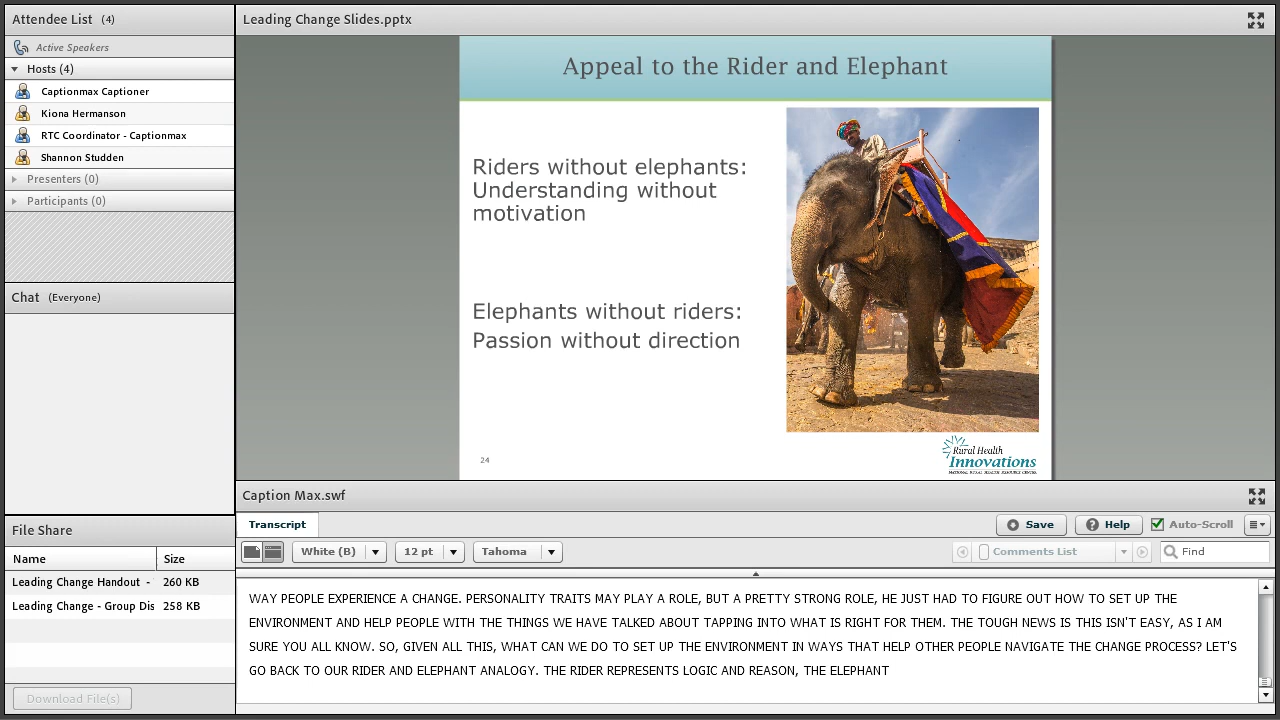 Attendee List (4)
Active Speakers
Hosts (4)
Captionmax Captioner
Kiona Hermanson
RTC Coordinator - Captionmax
Shannon Studden
Presenters (0)
Participants (0)
Chat (Everyone)
File Share
Name Size
Leading Change Handout - 260 KB
Leading Change - Group Dis 258 KB
Download File(s)
Leading Change Slides.pptx
Appeal to the Rider and Elephant
Riders without elephants:
Understanding without
motivation
Elephants without riders:
Passion without direction
24
Rural Health
Innovations
NATIONAL RURAL HEALTH RESOURCE CENTER
Caption Max.swf
Transcript
Save
Help
Auto-Scroll
White (B)
12 pt
Tahoma
Comments List
Find
WAY PEOPLE EXPERIENCE A CHANGE. PERSONALITY TRAITS MAY PLAY A ROLE, BUT A PRETTY STRONG ROLE, HE JUST HAD TO FIGURE OUT HOW TO SET UP THE
ENVIRONMENT AND HELP PEOPLE WITH THE THINGS WE HAVE TALKED ABOUT TAPPING INTO WHAT IS RIGHT FOR THEM. THE TOUGH NEWS IS THIS ISN'T EASY, AS I AM
SURE YOU ALL KNOW. SO, GIVEN ALL THIS, WHAT CAN WE DO TO SET UP THE ENVIRONMENT IN WAYS THAT HELP OTHER PEOPLE NAVIGATE THE CHANGE PROCESS? LET'S
GO BACK TO OUR RIDER AND ELEPHANT ANALOGY. THE RIDER REPRESENTS LOGIC AND REASON, THE ELEPHANT